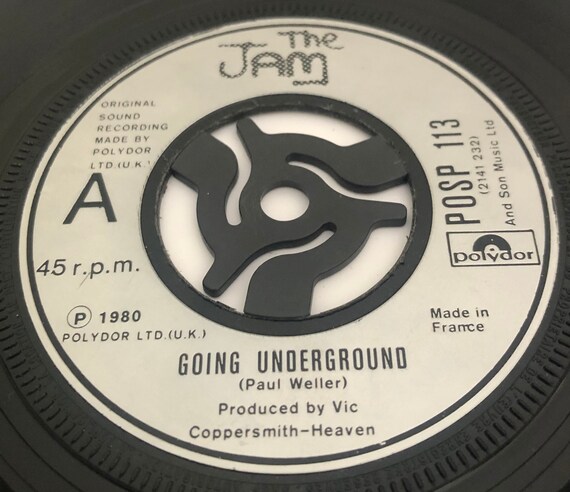 The
JAM
ORIGINAL
SOUND
RECORDING
MADE BY
POLYDOR
LTD.(U.K.)
A
45 r.p.m.
POSP 113
(2141 232)
And Son Music Ltd
polydor
℗ 1980
POLYDOR LTD.(U.K.)
Made in
France
GOING UNDERGROUND
(Paul Weller)
Produced by Vic
Coppersmith-Heaven